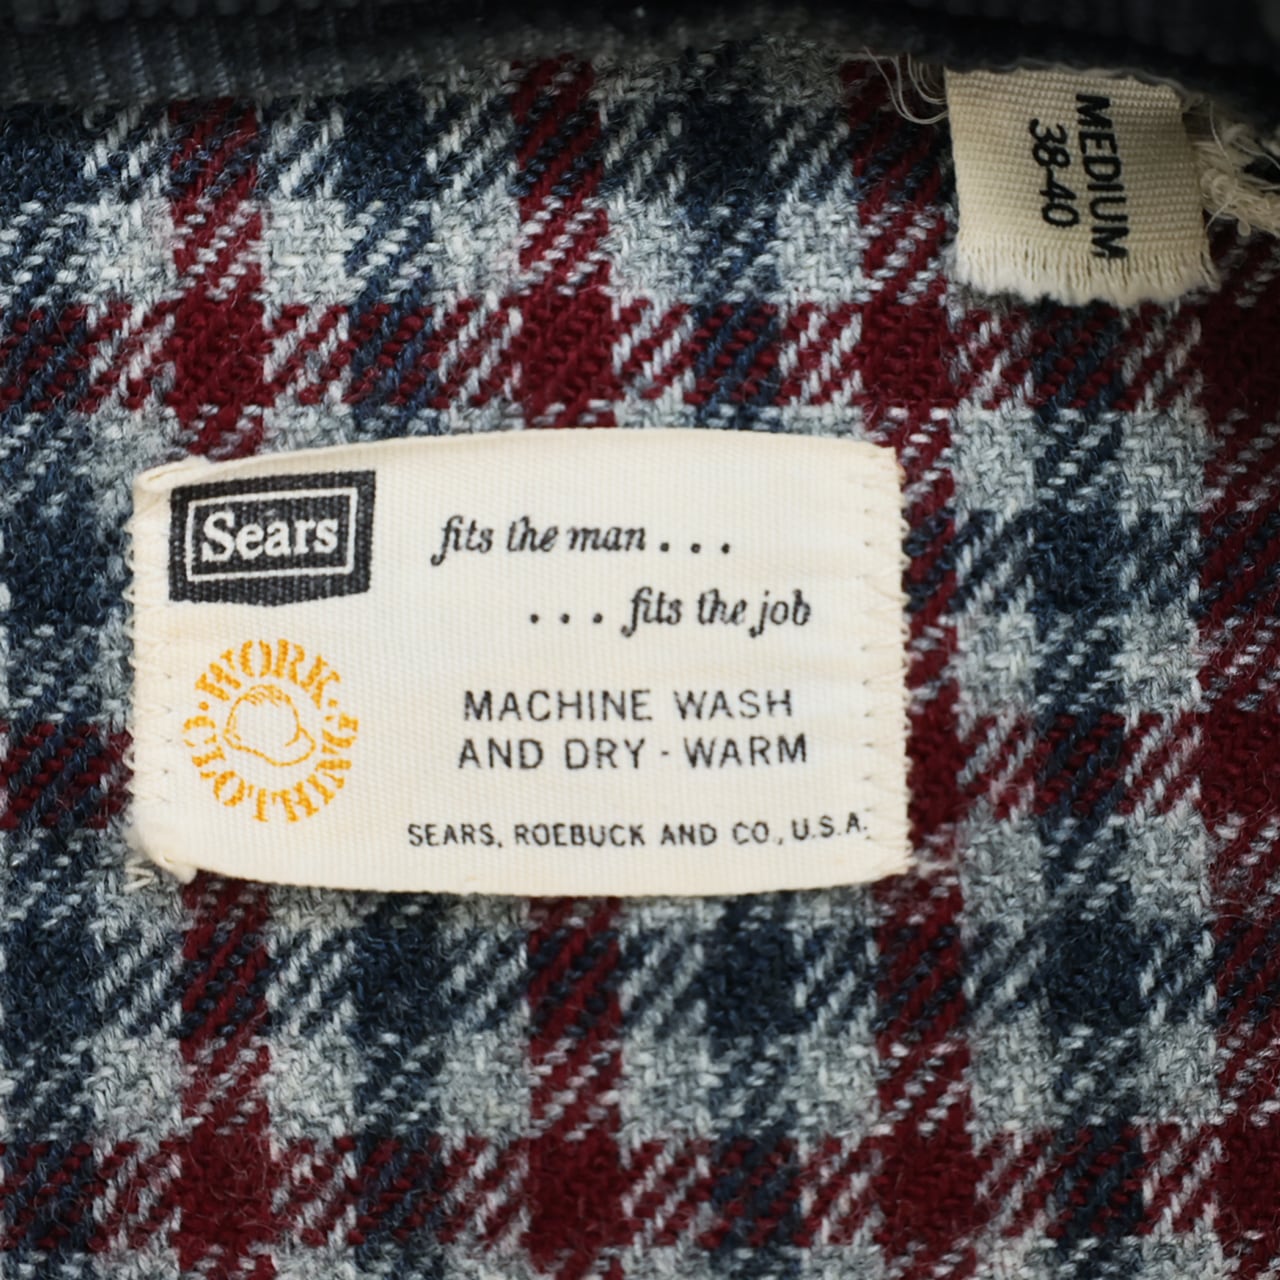 MEDIUM
38-40
Sears
fits the man...
...fits the job
WORK · CLOTHING ·
MACHINE WASH
AND DRY - WARM
SEARS, ROEBUCK AND CO., U.S.A.